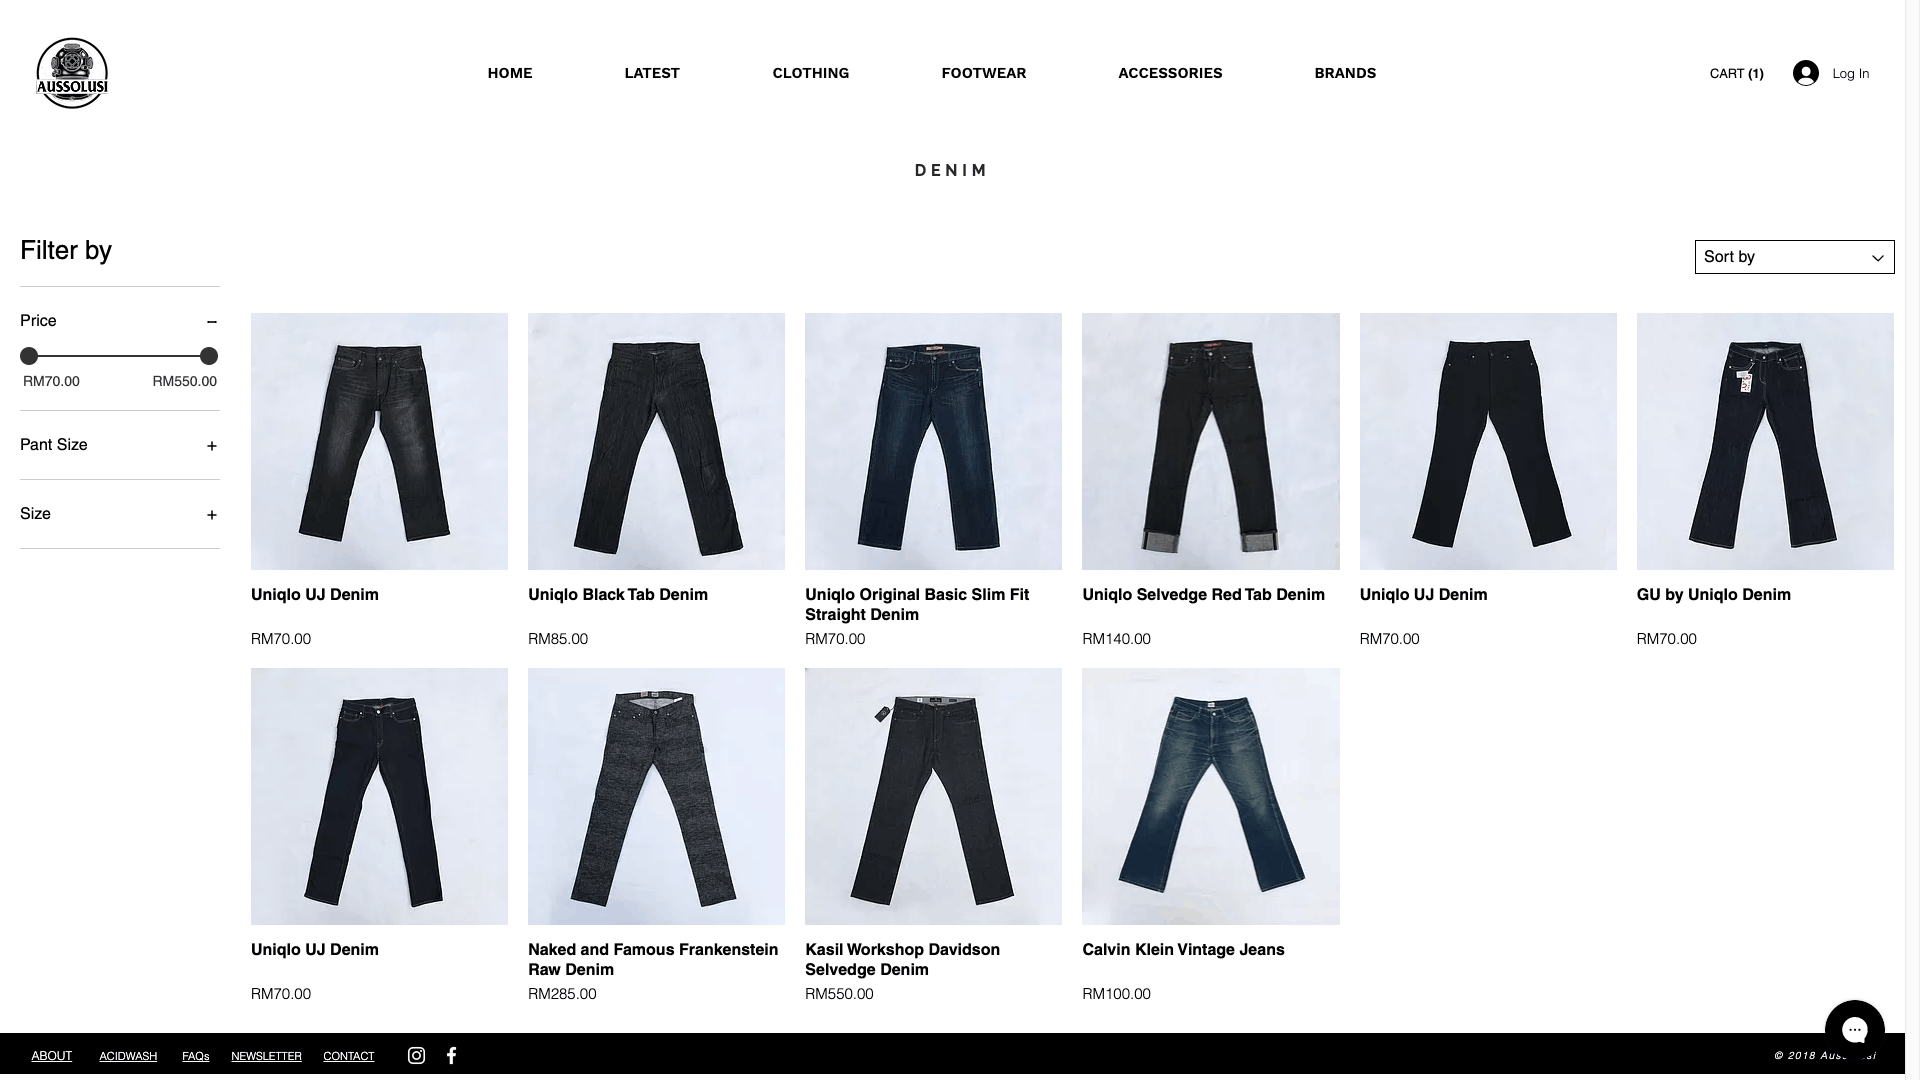 AUSSOLUSI
HOME
LATEST
CLOTHING
FOOTWEAR
ACCESSORIES
BRANDS
CART (1)
Log In
DENIM
Filter by
Sort by
Price
RM70.00
RM550.00
Pant Size
Size
Uniqlo UJ Denim
RM70.00
Uniqlo Black Tab Denim
RM85.00
Uniqlo Original Basic Slim Fit
Straight Denim
RM70.00
Uniqlo Selvedge Red Tab Denim
RM140.00
Uniqlo UJ Denim
RM70.00
GU by Uniqlo Denim
RM70.00
Uniqlo UJ Denim
RM70.00
Naked and Famous Frankenstein
Raw Denim
RM285.00
Kasil Workshop Davidson
Selvedge Denim
RM550.00
Calvin Klein Vintage Jeans
RM100.00
ABOUT
ACIDWASH
FAQs
NEWSLETTER
CONTACT
© 2018